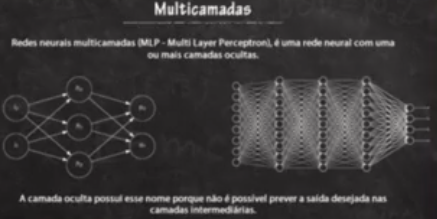 Multicamadas
Redes neurais multicamadas (MLP - Multi Layer Perceptron), é uma rede neural com uma
ou mais camadas ocultas.
A camada oculta possui esse nome porque não é possível prever a saída desejada nas
camadas intermediárias.